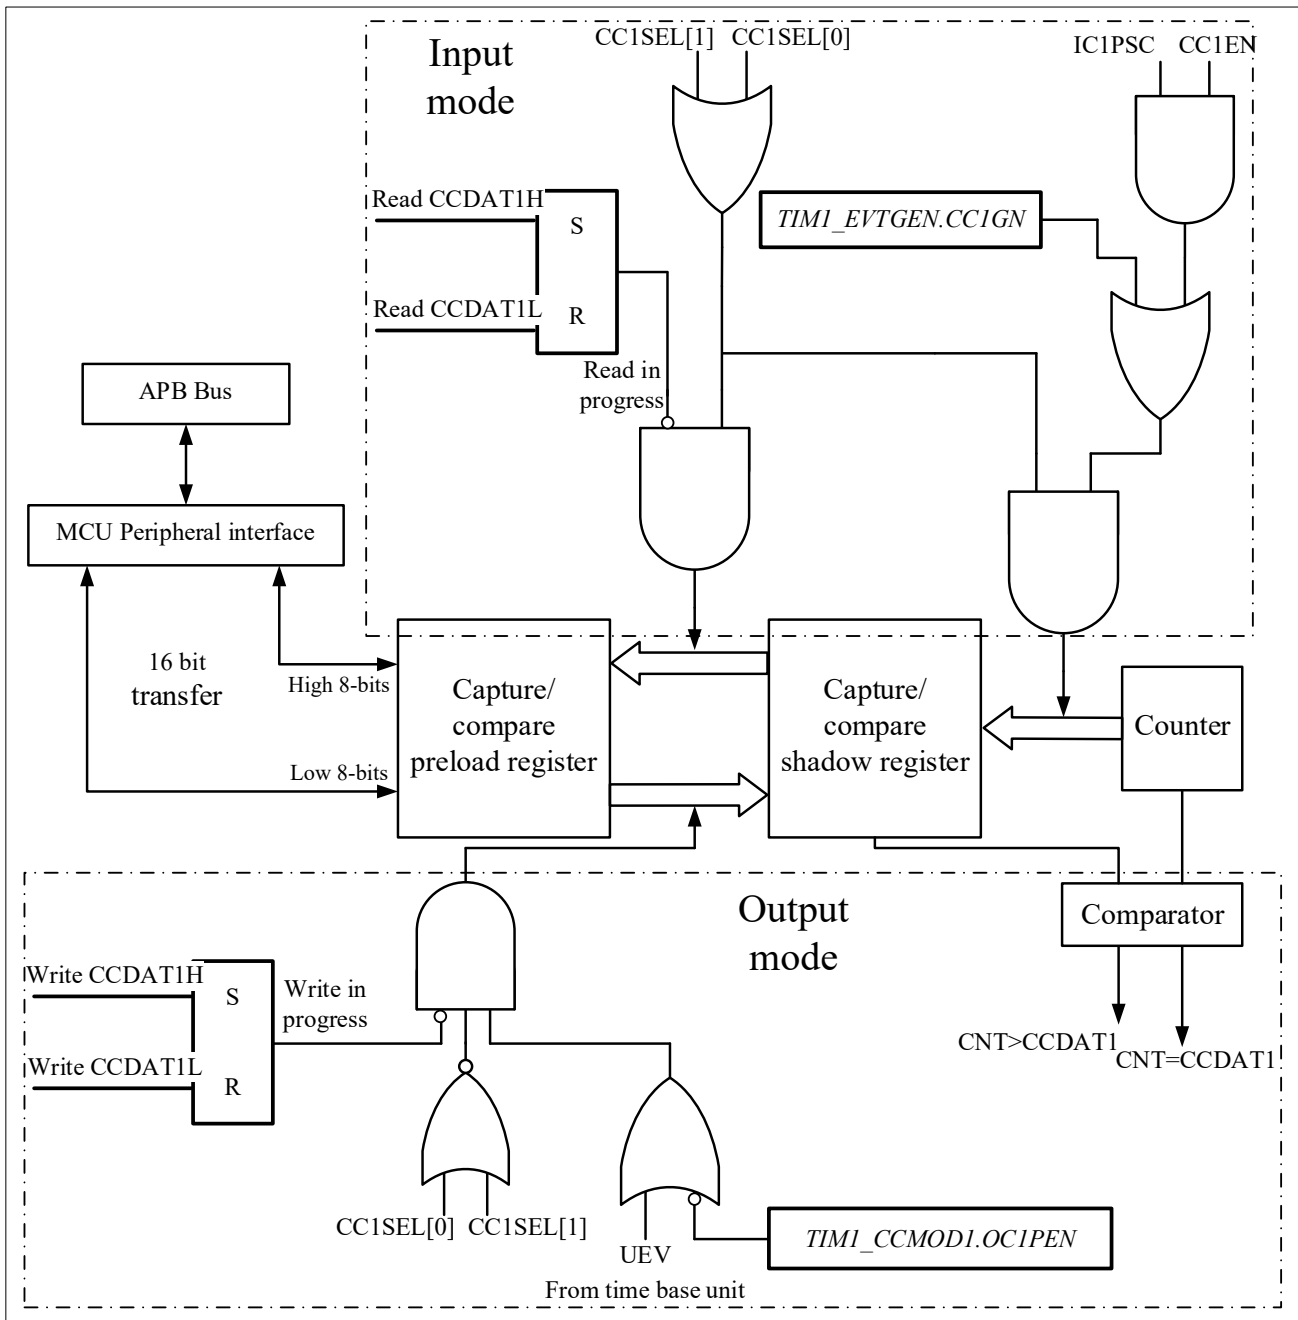 Input
mode
CC1SEL[1] CC1SEL[0]
IC1PSC CC1EN
Read CCDAT1H
S
TIM1_EVTGEN.CC1GN
Read CCDAT1L
R
Read in
progress
APB Bus
MCU Peripheral interface
16 bit
transfer
High 8-bits
Low 8-bits
Capture/
compare
preload register
Capture/
compare
shadow register
Counter
Output
mode
Comparator
Write CCDAT1H
S
Write in
progress
Write CCDAT1L
R
CNT>CCDAT1
CNT=CCDAT1
CC1SEL[0] CC1SEL[1]
UEV
TIM1_CCMOD1.OC1PEN
From time base unit